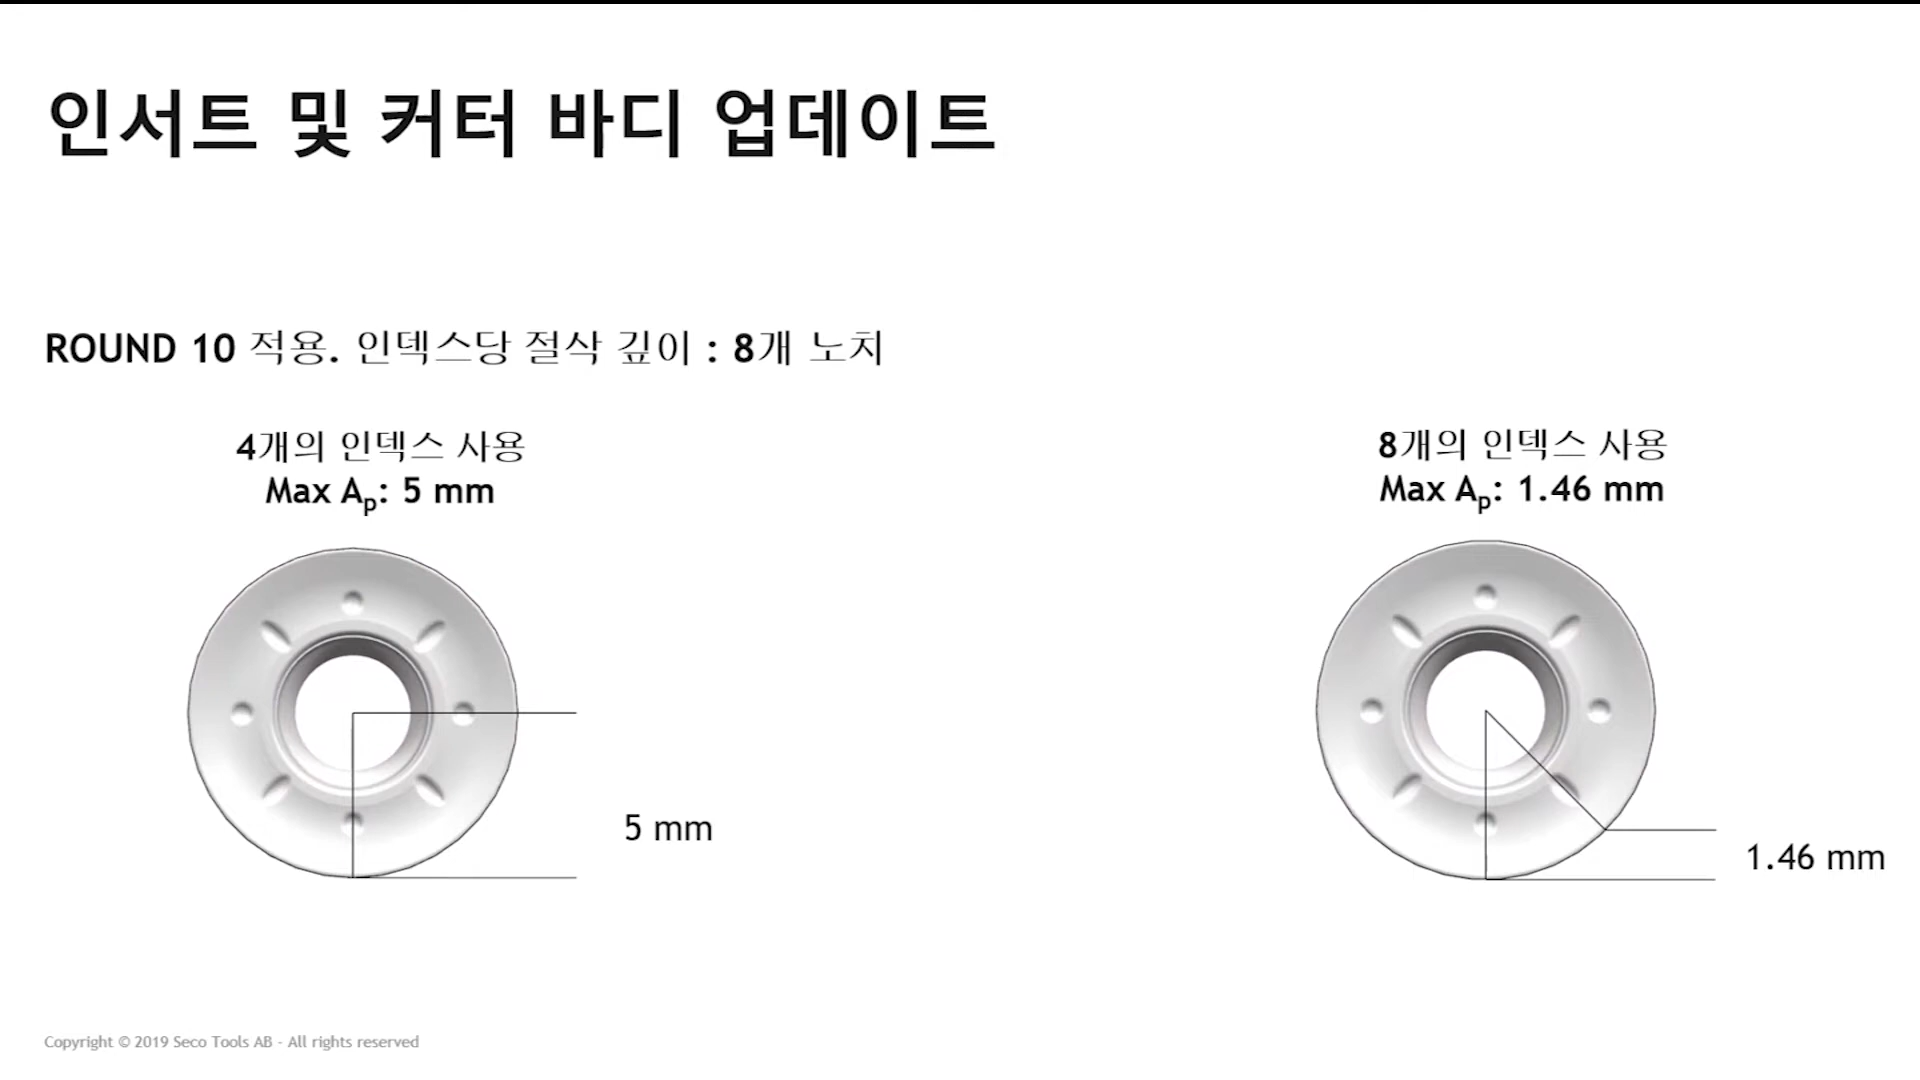 인서트 및 커터 바디 업데이트
ROUND 10 적용. 인덱스당 절삭 깊이 : 8개 노치
4개의 인덱스 사용
Max Ap: 5 mm
8개의 인덱스 사용
Max Ap: 1.46 mm
5 mm
1.46 mm
Copyright © 2019 Seco Tools AB - All rights reserved